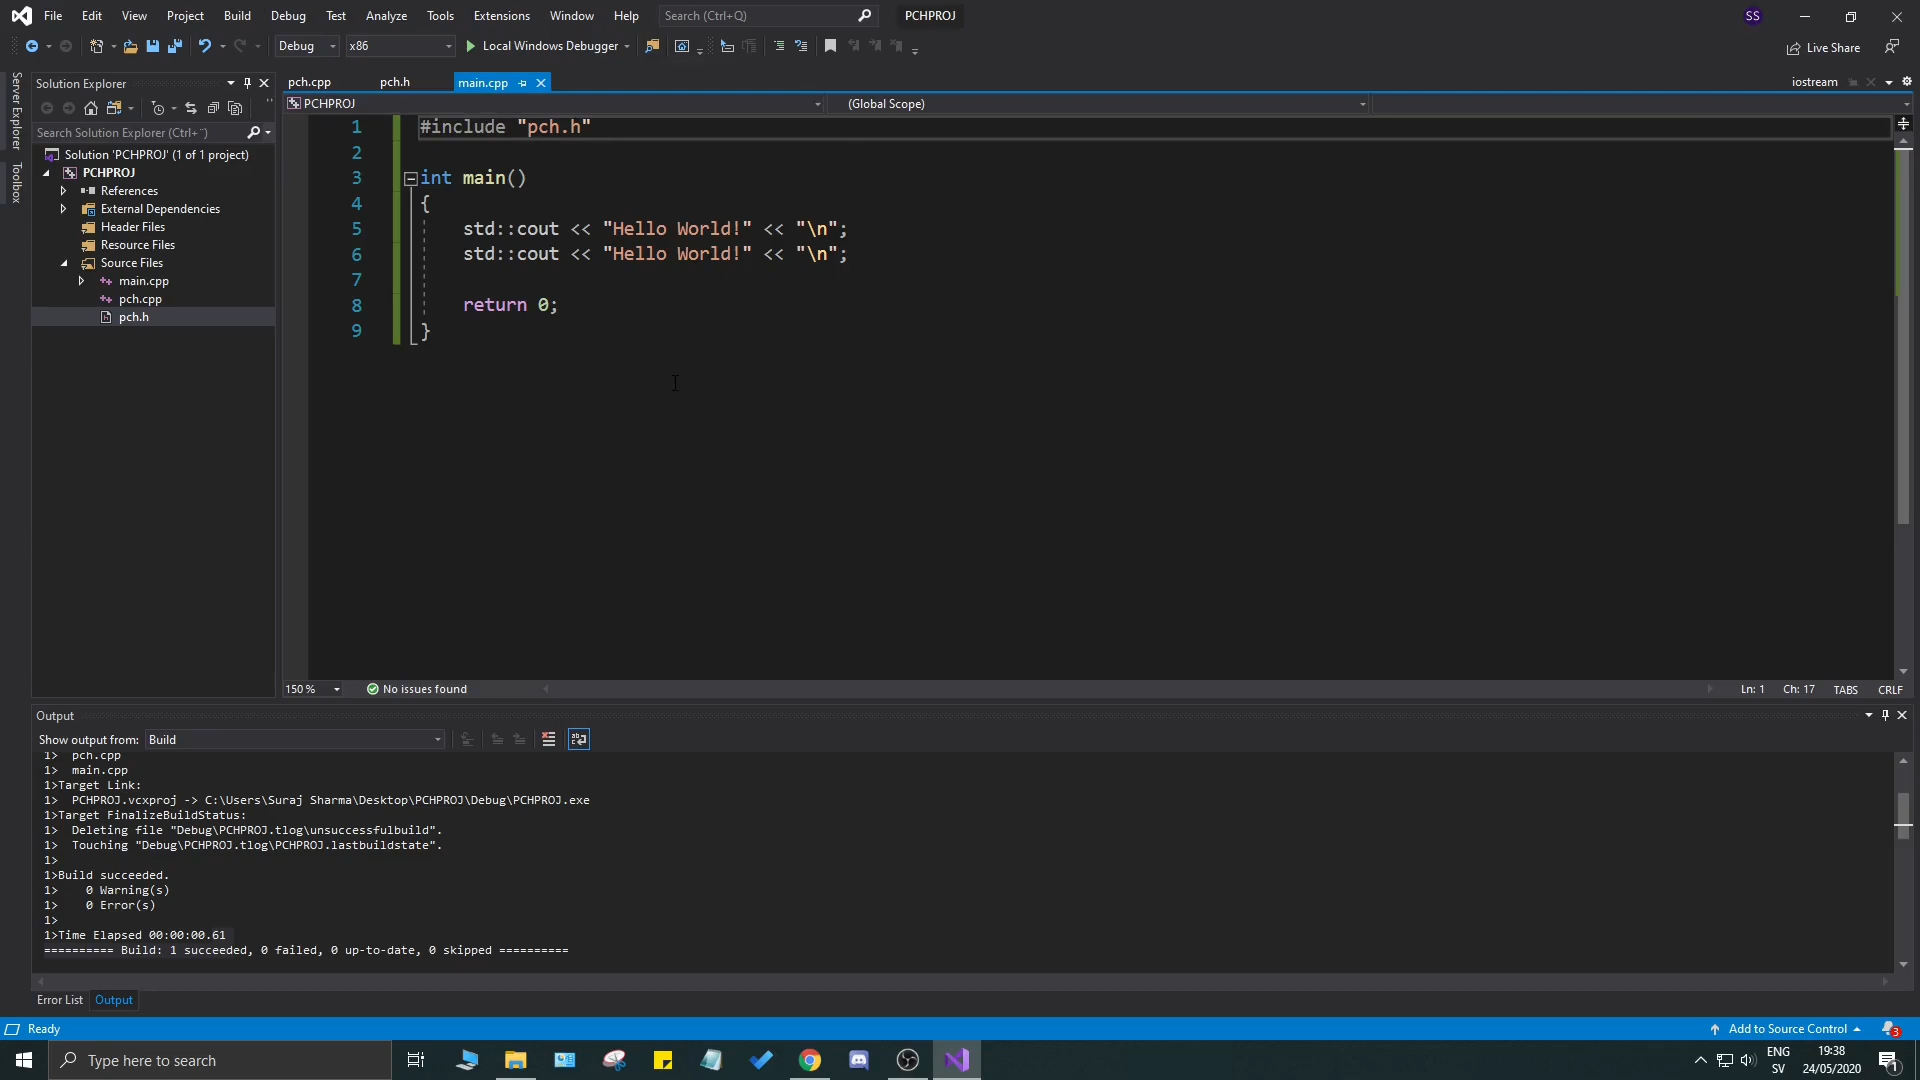 File Edit View Project Build Debug Test Analyze Tools Extensions Window Help Search (Ctrl+Q) PCHPROJ SS
Debug x86 Local Windows Debugger Live Share
Server Explorer
Toolbox
Solution Explorer
Search Solution Explorer (Ctrl+¨)
Solution 'PCHPROJ' (1 of 1 project)
PCHPROJ
References
External Dependencies
Header Files
Resource Files
Source Files
main.cpp
pch.cpp
pch.h
pch.cpp pch.h main.cpp iostream
PCHPROJ (Global Scope)
1 #include "pch.h"
2
3 int main()
4 {
5 std::cout << "Hello World!" << "\n";
6 std::cout << "Hello World!" << "\n";
7
8 return 0;
9 }
150 % No issues found Ln: 1 Ch: 17 TABS CRLF
Output
Show output from: Build
1> pch.cpp
1> main.cpp
1>Target Link:
1> PCHPROJ.vcxproj -> C:\Users\Suraj Sharma\Desktop\PCHPROJ\Debug\PCHPROJ.exe
1>Target FinalizeBuildStatus:
1> Deleting file "Debug\PCHPROJ.tlog\unsuccessfulbuild".
1> Touching "Debug\PCHPROJ.tlog\PCHPROJ.lastbuildstate".
1>
1>Build succeeded.
1> 0 Warning(s)
1> 0 Error(s)
1>
1>Time Elapsed 00:00:00.61
========== Build: 1 succeeded, 0 failed, 0 up-to-date, 0 skipped ==========
Error List Output
Ready Add to Source Control 3
Type here to search
ENG
SV
19:38
24/05/2020
1